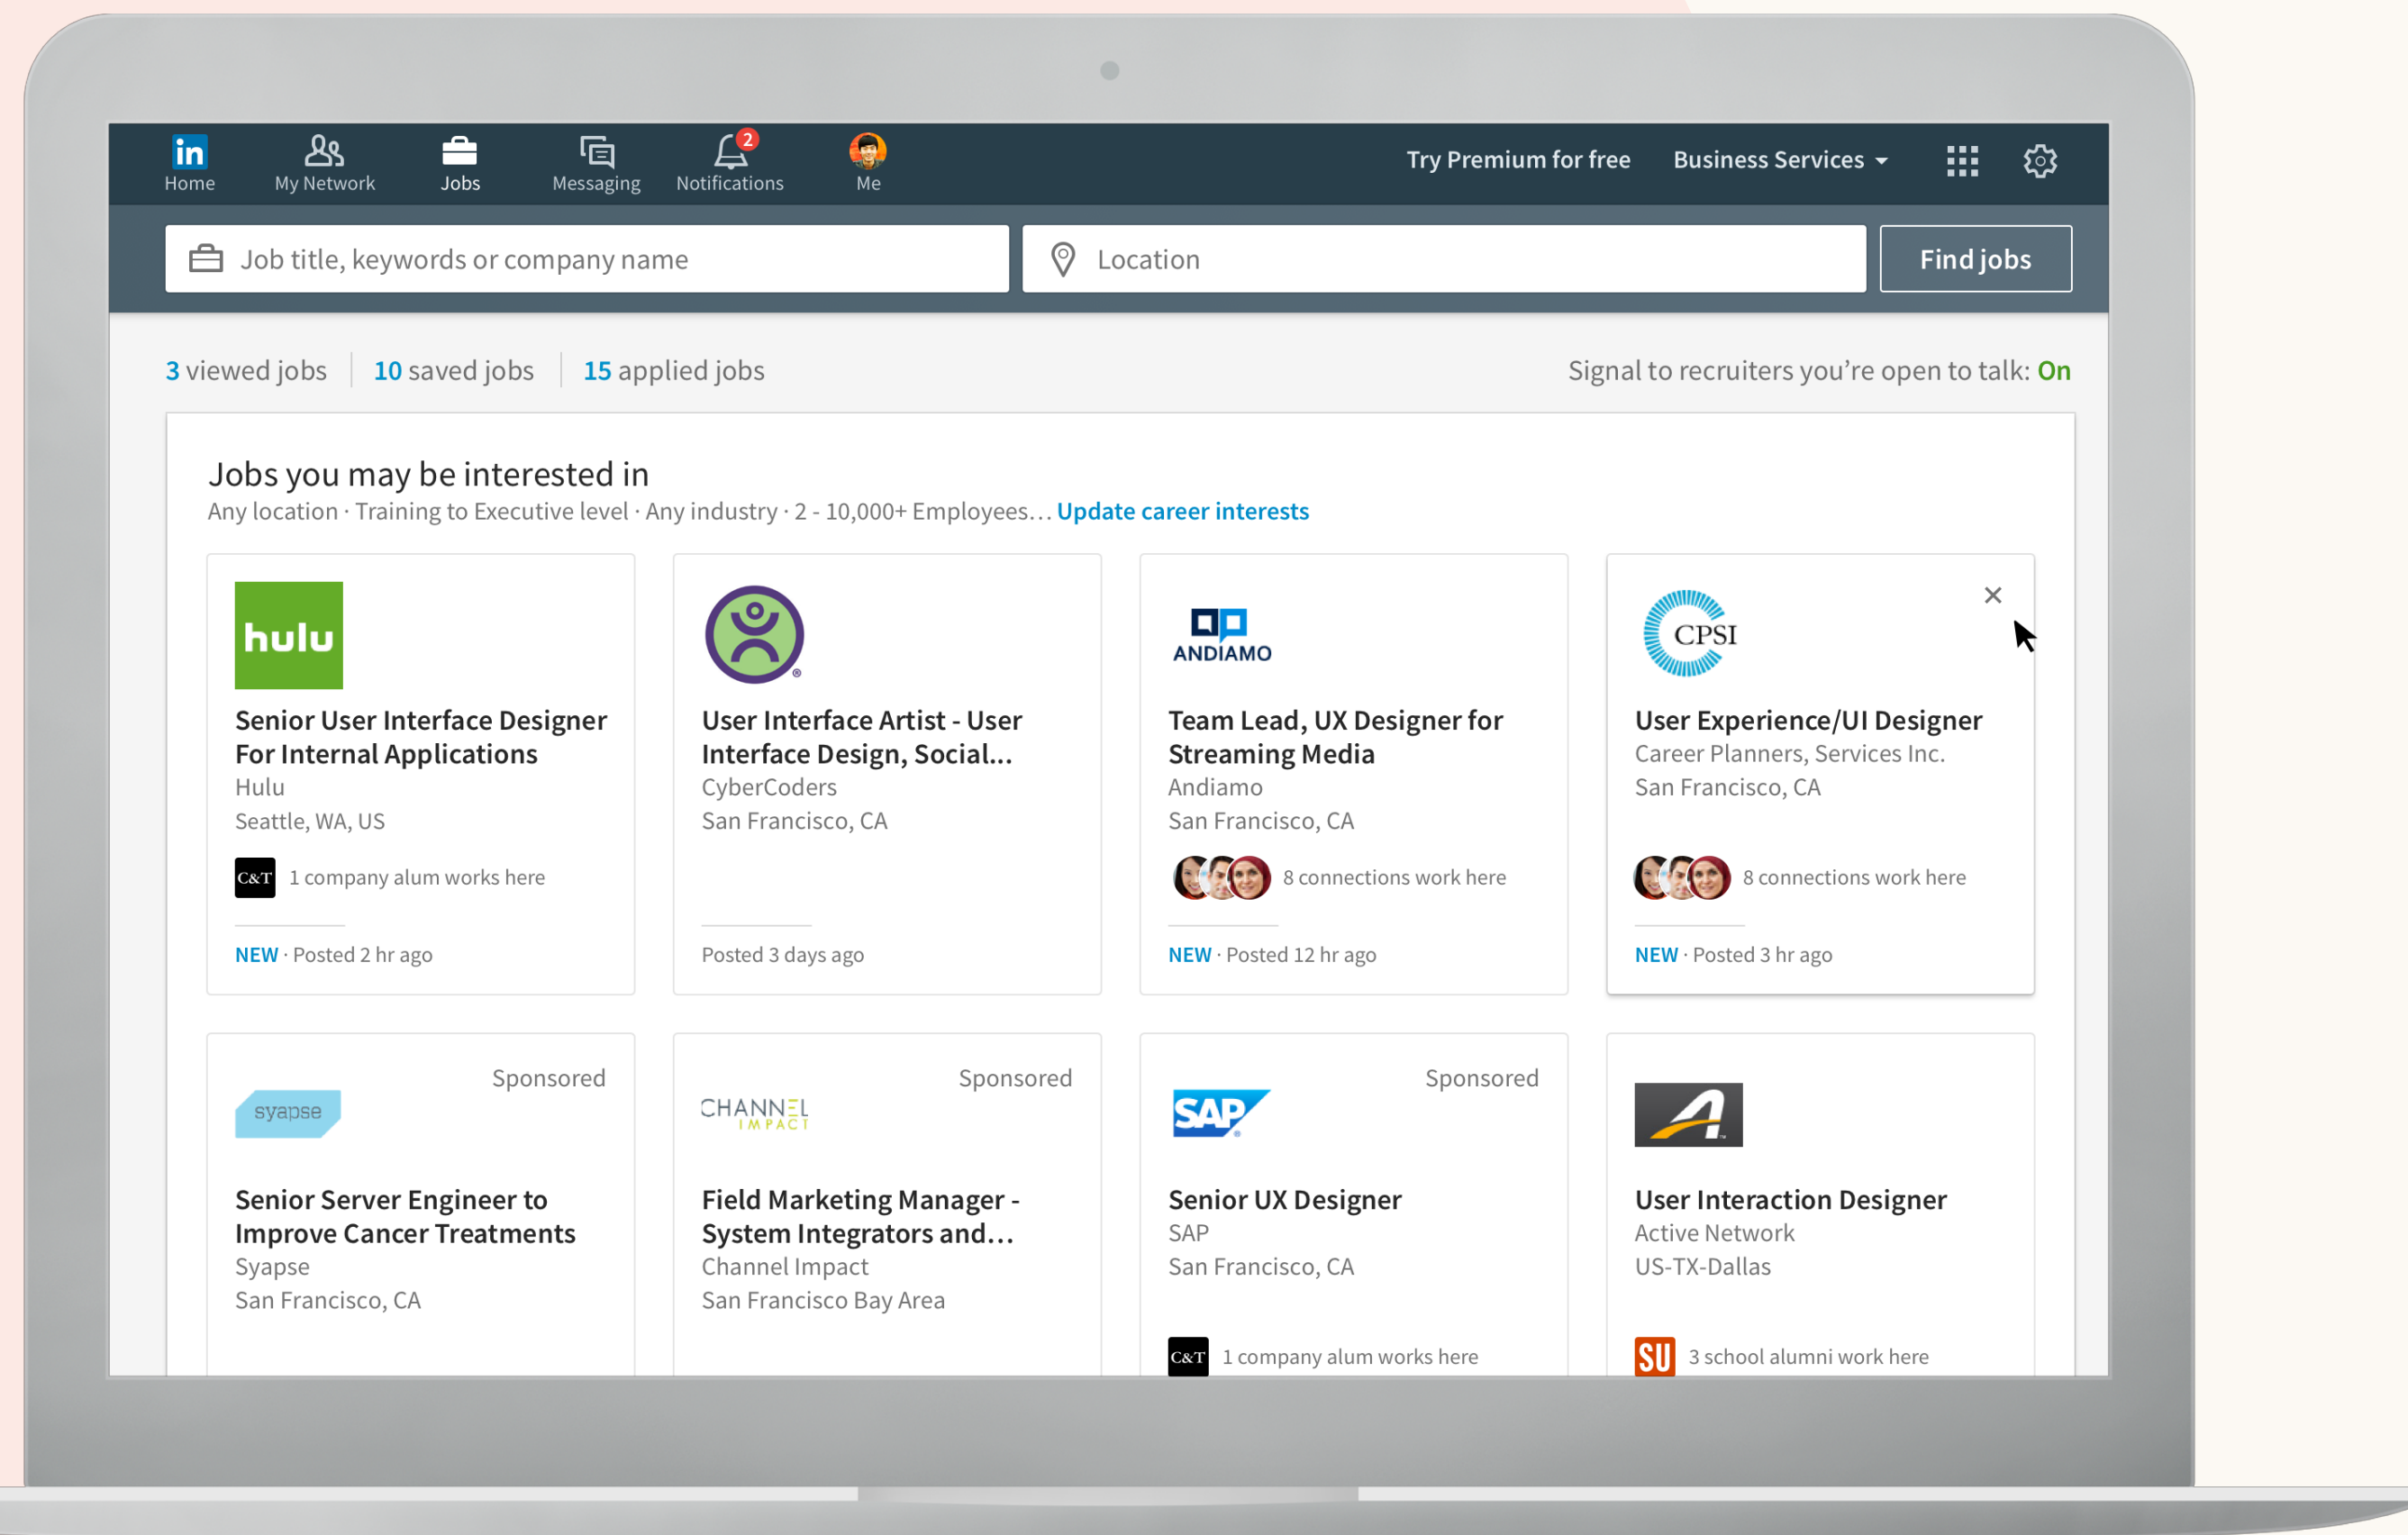 in
2
Home
My Network
Jobs
Messaging
Notifications
Me
Try Premium for free
Business Services
Job title, keywords or company name
Location
Find jobs
3 viewed jobs
10 saved jobs
15 applied jobs
Signal to recruiters you’re open to talk: On
Jobs you may be interested in
Any location · Training to Executive level · Any industry · 2 - 10,000+ Employees… Update career interests
hulu
Senior User Interface Designer
For Internal Applications
Hulu
Seattle, WA, US
C&T
1 company alum works here
NEW · Posted 2 hr ago
®
User Interface Artist - User
Interface Design, Social...
CyberCoders
San Francisco, CA
Posted 3 days ago
ANDIAMO
Team Lead, UX Designer for
Streaming Media
Andiamo
San Francisco, CA
8 connections work here
NEW · Posted 12 hr ago
CPSI
User Experience/UI Designer
Career Planners, Services Inc.
San Francisco, CA
8 connections work here
NEW · Posted 3 hr ago
Sponsored
syapse
Senior Server Engineer to
Improve Cancer Treatments
Syapse
San Francisco, CA
Sponsored
CHANNEL
IMPACT
Field Marketing Manager -
System Integrators and...
Channel Impact
San Francisco Bay Area
Sponsored
SAP®
Senior UX Designer
SAP
San Francisco, CA
C&T
1 company alum works here
A™
User Interaction Designer
Active Network
US-TX-Dallas
SU
3 school alumni work here